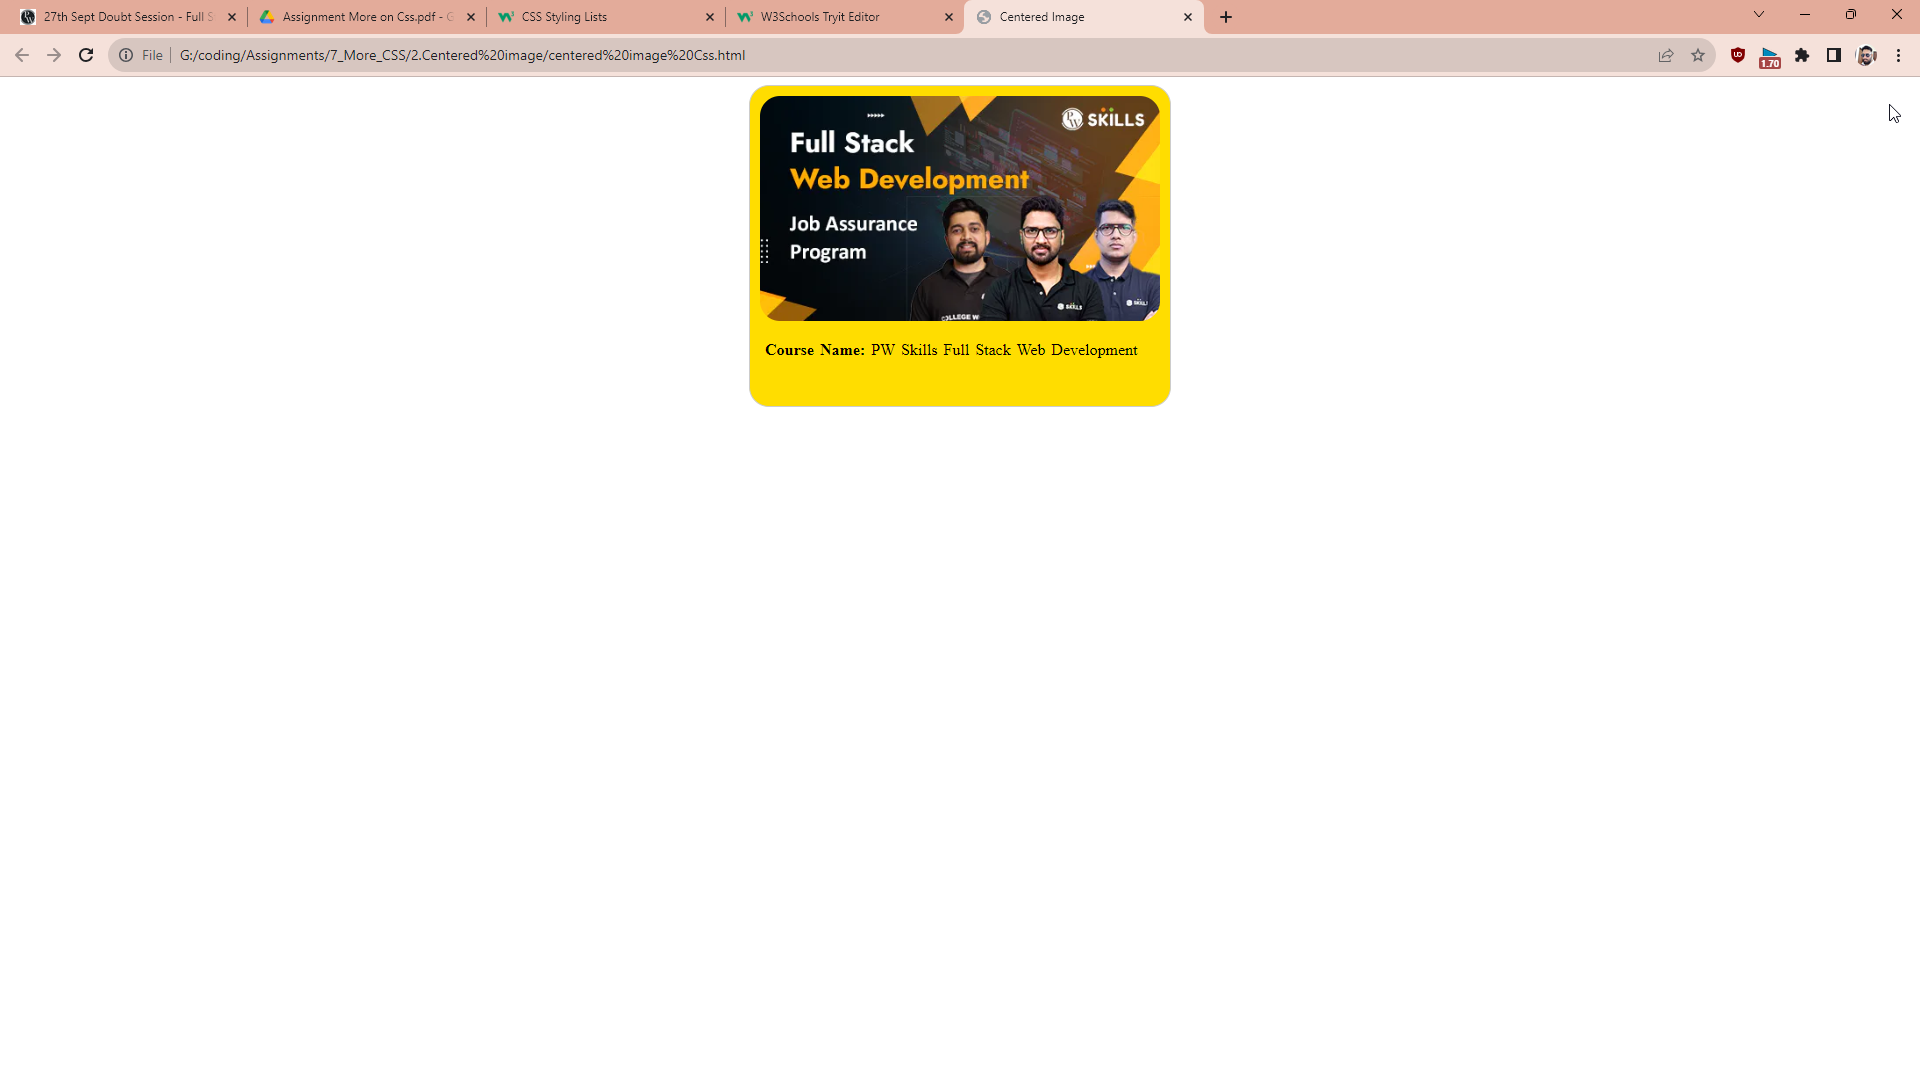 27th Sept Doubt Session - Full S
Assignment More on Css.pdf - G
CSS Styling Lists
W3Schools Tryit Editor
Centered Image
File
G:/coding/Assignments/7_More_CSS/2.Centered%20image/centered%20image%20Css.html
1.70
PW SKILLS
Full Stack
Web Development
Job Assurance
Program
SKILLS
COLLEGE W
Course Name: PW Skills Full Stack Web Development